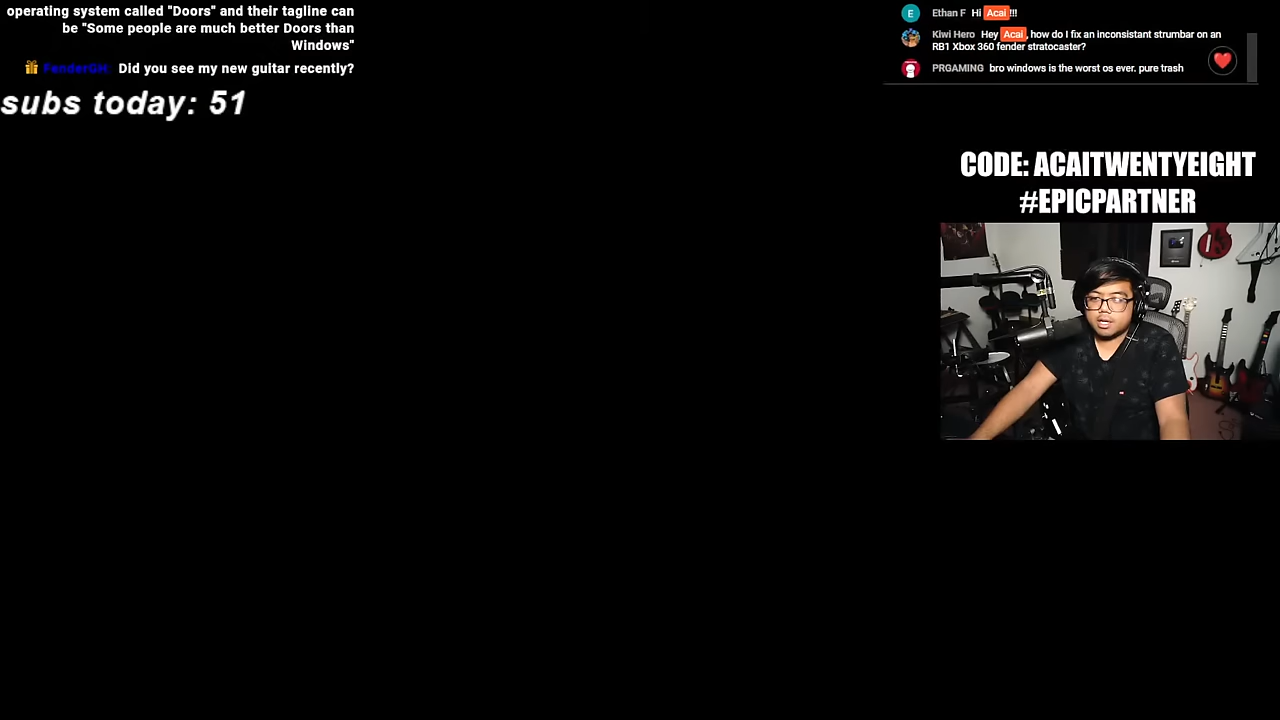 operating system called "Doors" and their tagline can
be "Some people are much better Doors than
Windows"
FenderGH: Did you see my new guitar recently?
subs today: 51
E Ethan F Hi Acai !!!
Kiwi Hero Hey Acai, how do I fix an inconsistant strumbar on an
RB1 Xbox 360 fender stratocaster?
PRGAMING bro windows is the worst os ever. pure trash
CODE: ACAITWENTYEIGHT
#EPICPARTNER